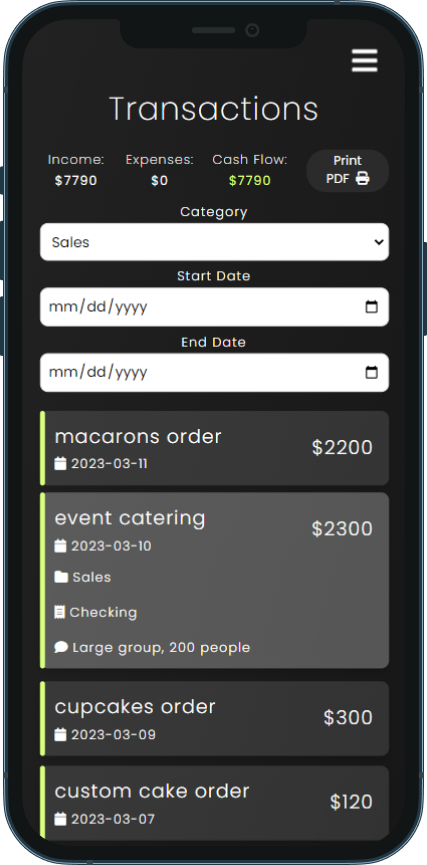 Transactions
Income: Expenses: Cash Flow: Print
$7790 $0 $7790 PDF
Category
Sales
Start Date
mm/dd/yyyy
End Date
mm/dd/yyyy
macarons order
$2200
2023-03-11
event catering
$2300
2023-03-10
Sales
Checking
Large group, 200 people
cupcakes order
$300
2023-03-09
custom cake order
$120
2023-03-07